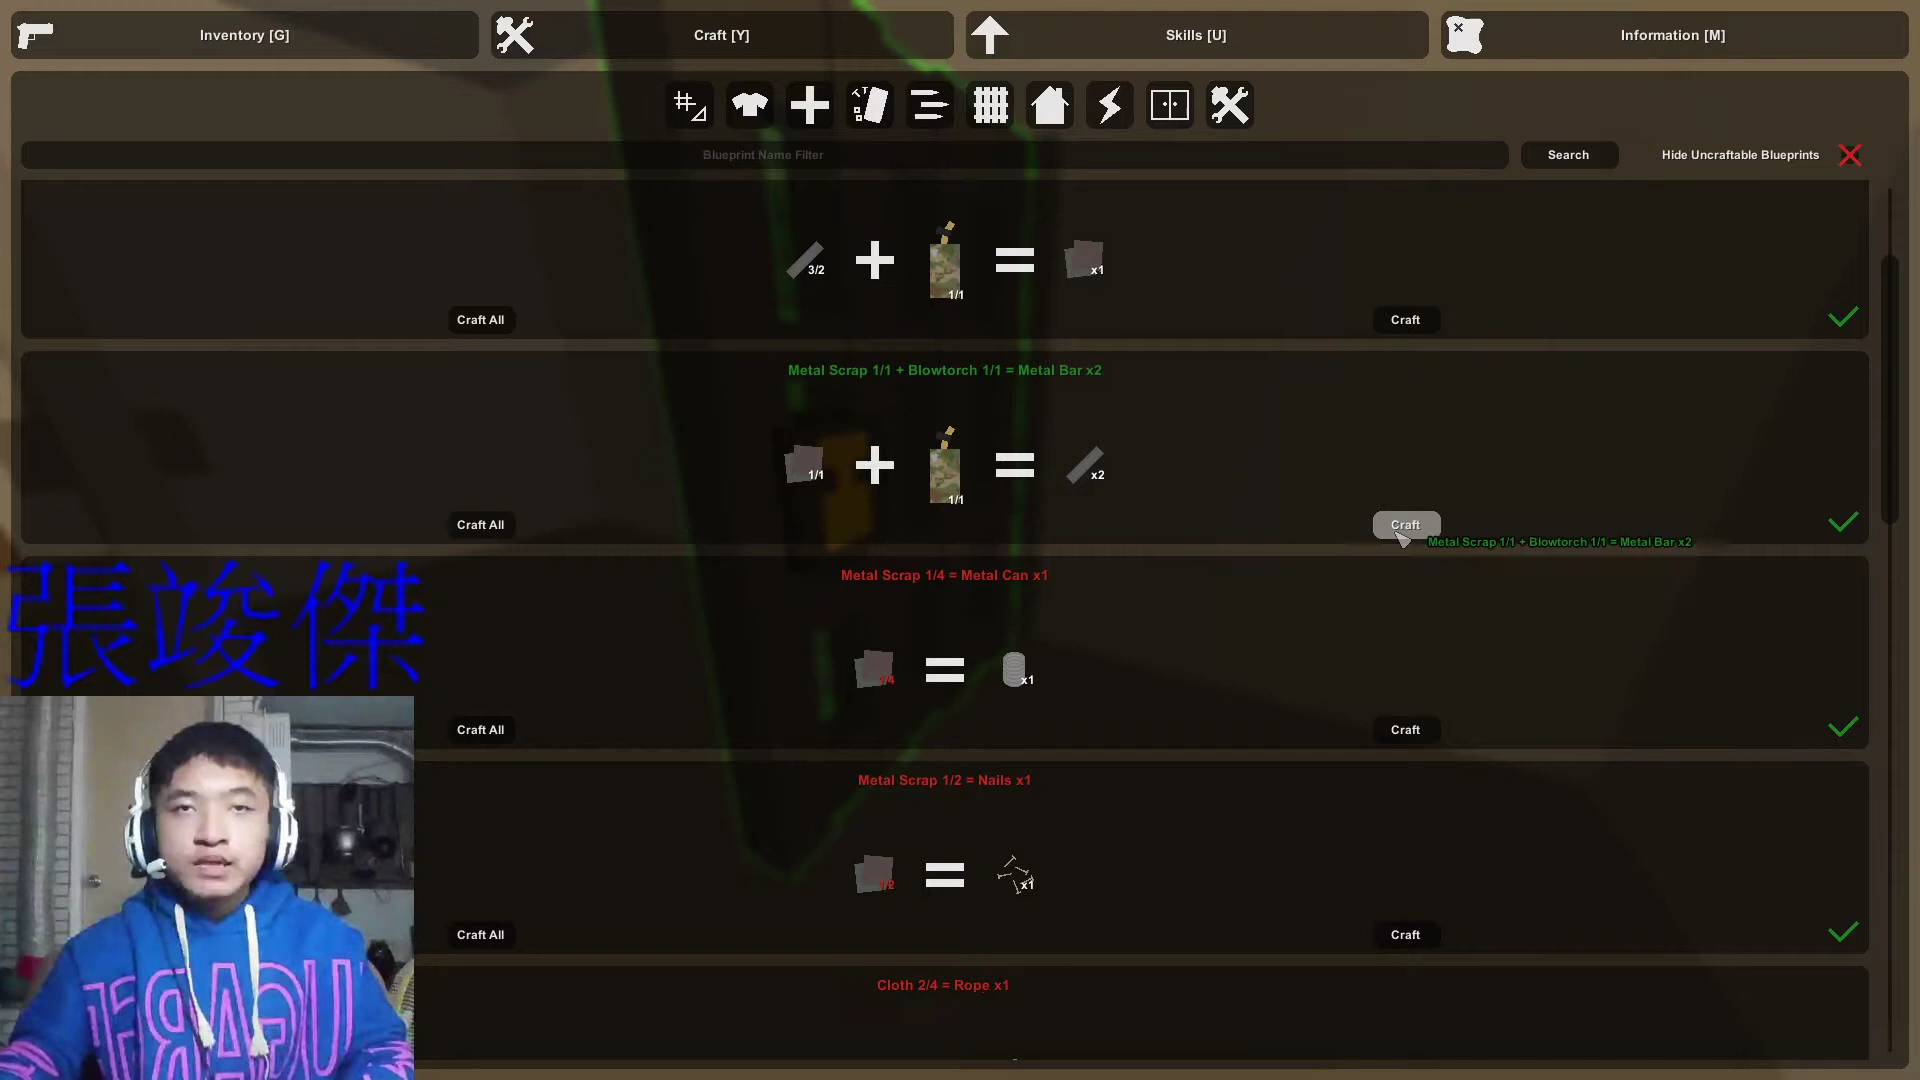 Inventory [G]
Craft [Y]
Skills [U]
Information [M]
Blueprint Name Filter
Search
Hide Uncraftable Blueprints
3/2
1/1
x1
Craft All
Craft
Metal Scrap 1/1 + Blowtorch 1/1 = Metal Bar x2
1/1
1/1
x2
Craft All
Craft
Metal Scrap 1/1 + Blowtorch 1/1 = Metal Bar x2
Metal Scrap 1/4 = Metal Can x1
張竣傑
1/4
x1
Craft All
Craft
Metal Scrap 1/2 = Nails x1
1/2
x1
Craft All
Craft
Cloth 2/4 = Rope x1